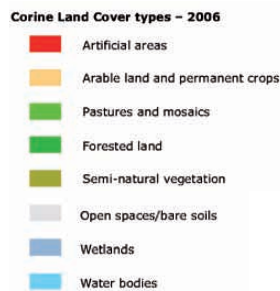 Corine Land Cover types – 2006
Artificial areas
Arable land and permanent crops
Pastures and mosaics
Forested land
Semi-natural vegetation
Open spaces/bare soils
Wetlands
Water bodies